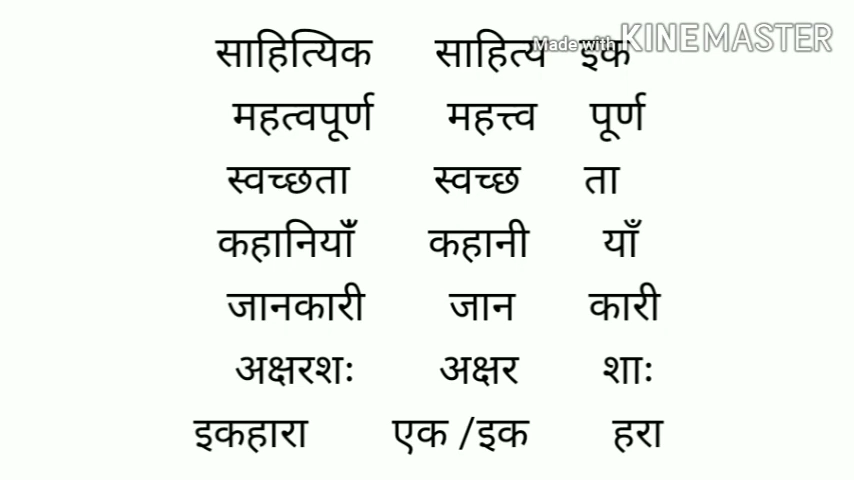 Made with KINEMASTER
साहित्यिक साहित्य इक
महत्वपूर्ण महत्त्व पूर्ण
स्वच्छता स्वच्छ ता
कहानियाँं कहानी याँ
जानकारी जान कारी
अक्षरशः अक्षर शाः
इकहारा एक /इक हरा